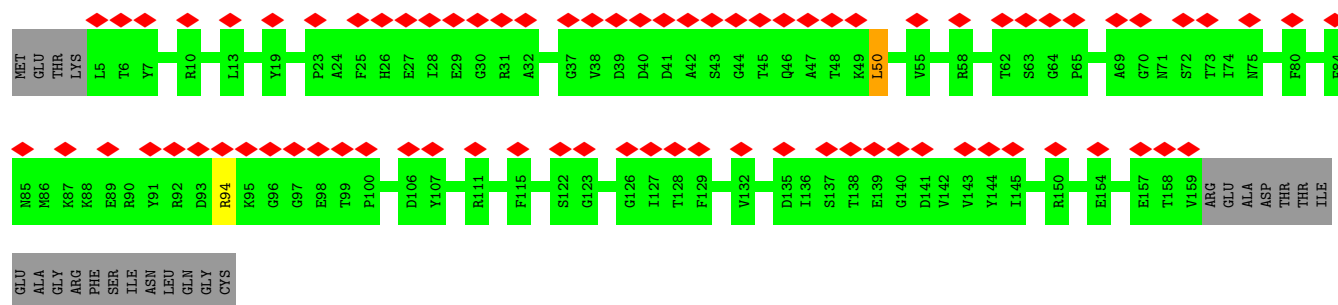 MET GLU THR LYS L5 T6 Y7 R10 L13 Y19 P23 A24 F25 H26 E27 I28 E29 G30 R31 A32 G37 V38 D39 D40 D41 A42 S43 G44 T45 Q46 A47 T48 K49 L50 V55 R58 T62 S63 G64 P65 A69 G70 N71 S72 T73 I74 N75 F80
N85 M86 K87 K88 E89 R90 Y91 R92 D93 R94 K95 G96 G97 E98 T99 P100 D106 Y107 R111 F115 S122 G123 G126 I127 T128 F129 V132 D135 I136 S137 T138 E139 G140 D141 V142 V143 Y144 I145 R150 E154 E157 T158 V159 ARG GLU ALA ASP THR THR ILE
GLU ALA GLY ARG PHE SER ILE ASN LEU GLN GLY CYS